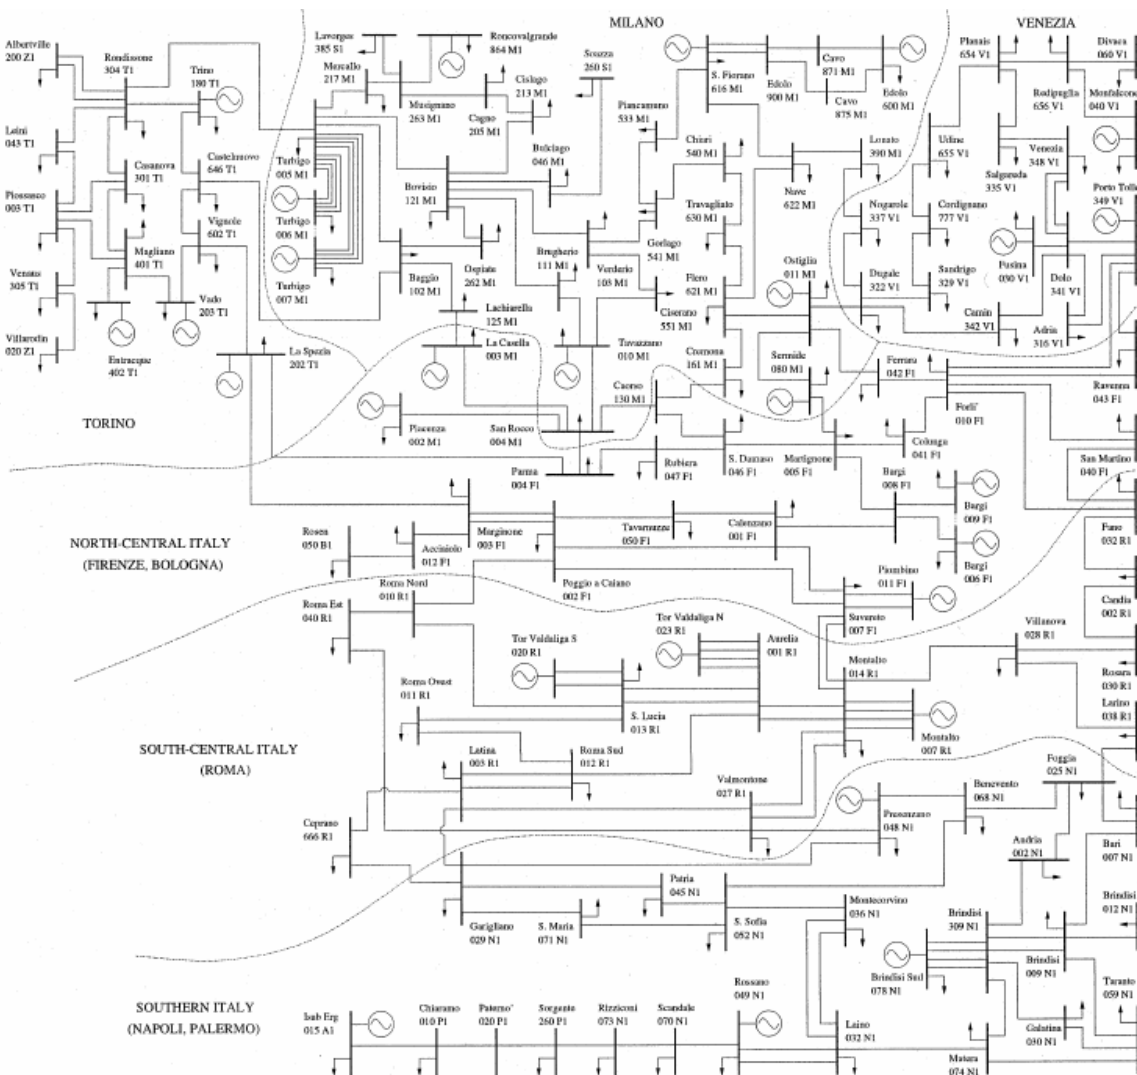 MILANO
VENEZIA
Albertville
200 Z1
Rondissone
304 T1
Trino
180 T1
Leini
043 T1
Casanova
301 T1
Castelnuovo
646 T1
Piossasco
003 T1
Magliano
401 T1
Vignole
602 T1
Venaus
305 T1
Vado
203 T1
Villarodin
020 Z1
Entracque
402 T1
La Spezia
202 T1
TORINO
Lavorges
385 S1
Roncovalgrande
864 M1
Mercallo
217 M1
Musignano
263 M1
Cislago
213 M1
Cagno
205 M1
Soazza
260 S1
Bulciago
046 M1
Turbigo
005 M1
Turbigo
006 M1
Turbigo
007 M1
Bovisio
121 M1
Baggio
102 M1
Ospiate
262 M1
Brugherio
111 M1
Verderio
103 M1
Lachiarella
125 M1
La Casella
003 M1
Tavazzano
010 M1
Piacenza
002 M1
San Rocco
004 M1
Caorso
130 M1
Cremona
161 M1
Parma
004 F1
Rubiera
047 F1
S. Damaso
046 F1
Martignone
005 F1
Colunga
041 F1
S. Fiorano
616 M1
Edolo
900 M1
Cavo
871 M1
Cavo
875 M1
Edolo
600 M1
Piancamuno
533 M1
Chiari
540 M1
Travagliato
630 M1
Gorlago
541 M1
Flero
621 M1
Ciserano
551 M1
Nave
622 M1
Lonato
390 M1
Nogarole
337 V1
Ostiglia
011 M1
Dugale
322 V1
Sermide
080 M1
Ferrara
042 F1
Forli'
010 F1
Planais
654 V1
Divaca
060 V1
Redipuglia
656 V1
Monfalcone
040 V1
Udine
655 V1
Venezia
348 V1
Salgareda
335 V1
Porto Tolle
349 V1
Cordignano
777 V1
Fusina
030 V1
Dolo
341 V1
Sandrigo
329 V1
Camin
342 V1
Adria
316 V1
Ravenna
043 F1
San Martino
040 F1
Bargi
008 F1
Bargi
009 F1
Bargi
006 F1
Fano
032 R1
Candia
002 R1
NORTH-CENTRAL ITALY
(FIRENZE, BOLOGNA)
Rosen
050 B1
Acciaiolo
012 F1
Marginone
003 F1
Tavarnuzze
050 F1
Calenzano
001 F1
Poggio a Caiano
002 F1
Piombino
011 F1
Suvereto
007 F1
Roma Nord
010 R1
Roma Est
040 R1
Tor Valdaliga S
020 R1
Tor Valdaliga N
023 R1
Aurelia
001 R1
Montalto
014 R1
Villanova
028 R1
Rosara
030 R1
Larino
038 R1
Roma Ovest
011 R1
S. Lucia
013 R1
Montalto
007 R1
SOUTH-CENTRAL ITALY
(ROMA)
Latina
003 R1
Roma Sud
012 R1
Valmontone
027 R1
Foggia
025 N1
Benevento
068 N1
Presenzano
048 N1
Ceprano
666 R1
Andria
002 N1
Bari
007 N1
Patria
045 N1
Garigliano
029 N1
S. Maria
071 N1
S. Sofia
052 N1
Montecorvino
036 N1
Brindisi
309 N1
Brindisi
012 N1
Brindisi Sud
078 N1
Brindisi
009 N1
Taranto
059 N1
Galatina
030 N1
SOUTHERN ITALY
(NAPOLI, PALERMO)
Isab Erg
015 A1
Chiaramo
010 P1
Paterno'
020 P1
Sorgente
260 P1
Rizziconi
073 N1
Scandale
070 N1
Rossano
049 N1
Laino
032 N1
Matera
074 N1